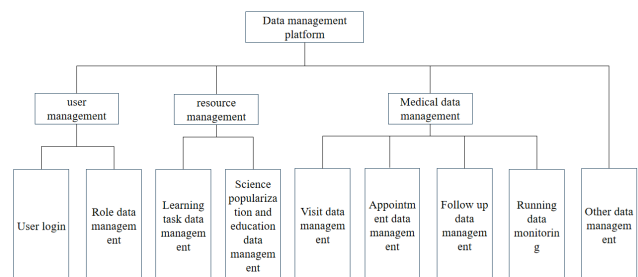 Data management
platform
user
management
resource
management
Medical data
management
User login
Role data
managem
ent
Learning
task data
managem
ent
Science
populariza
tion and
education
data
managem
ent
Visit data
managem
ent
Appointm
ent data
managem
ent
Follow up
data
managem
ent
Running
data
monitorin
g
Other data
managem
ent